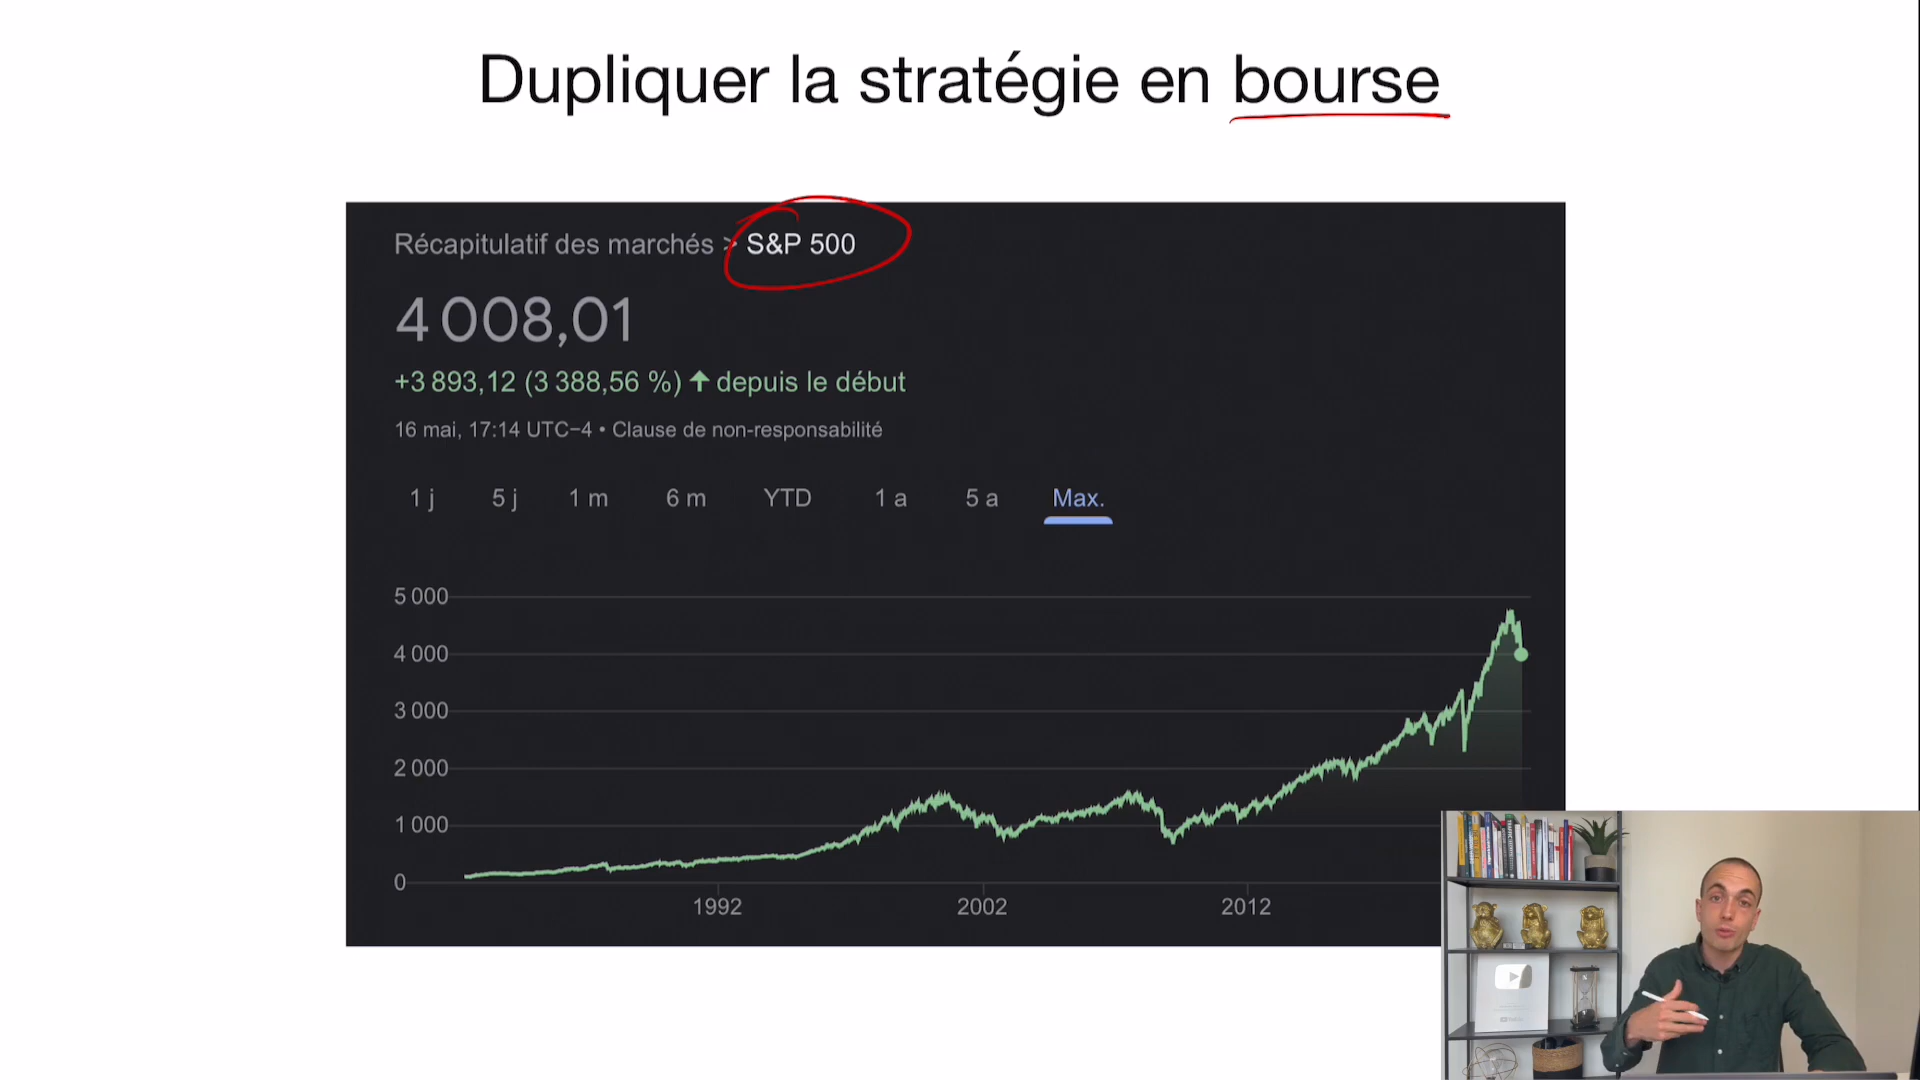 Dupliquer la stratégie en bourse
Récapitulatif des marchés > S&P 500
4 008,01
+3 893,12 (3 388,56 %) ↑ depuis le début
16 mai, 17:14 UTC−4 • Clause de non-responsabilité
1 j 5 j 1 m 6 m YTD 1 a 5 a Max.
5 000
4 000
3 000
2 000
1 000
0
1992 2002 2012